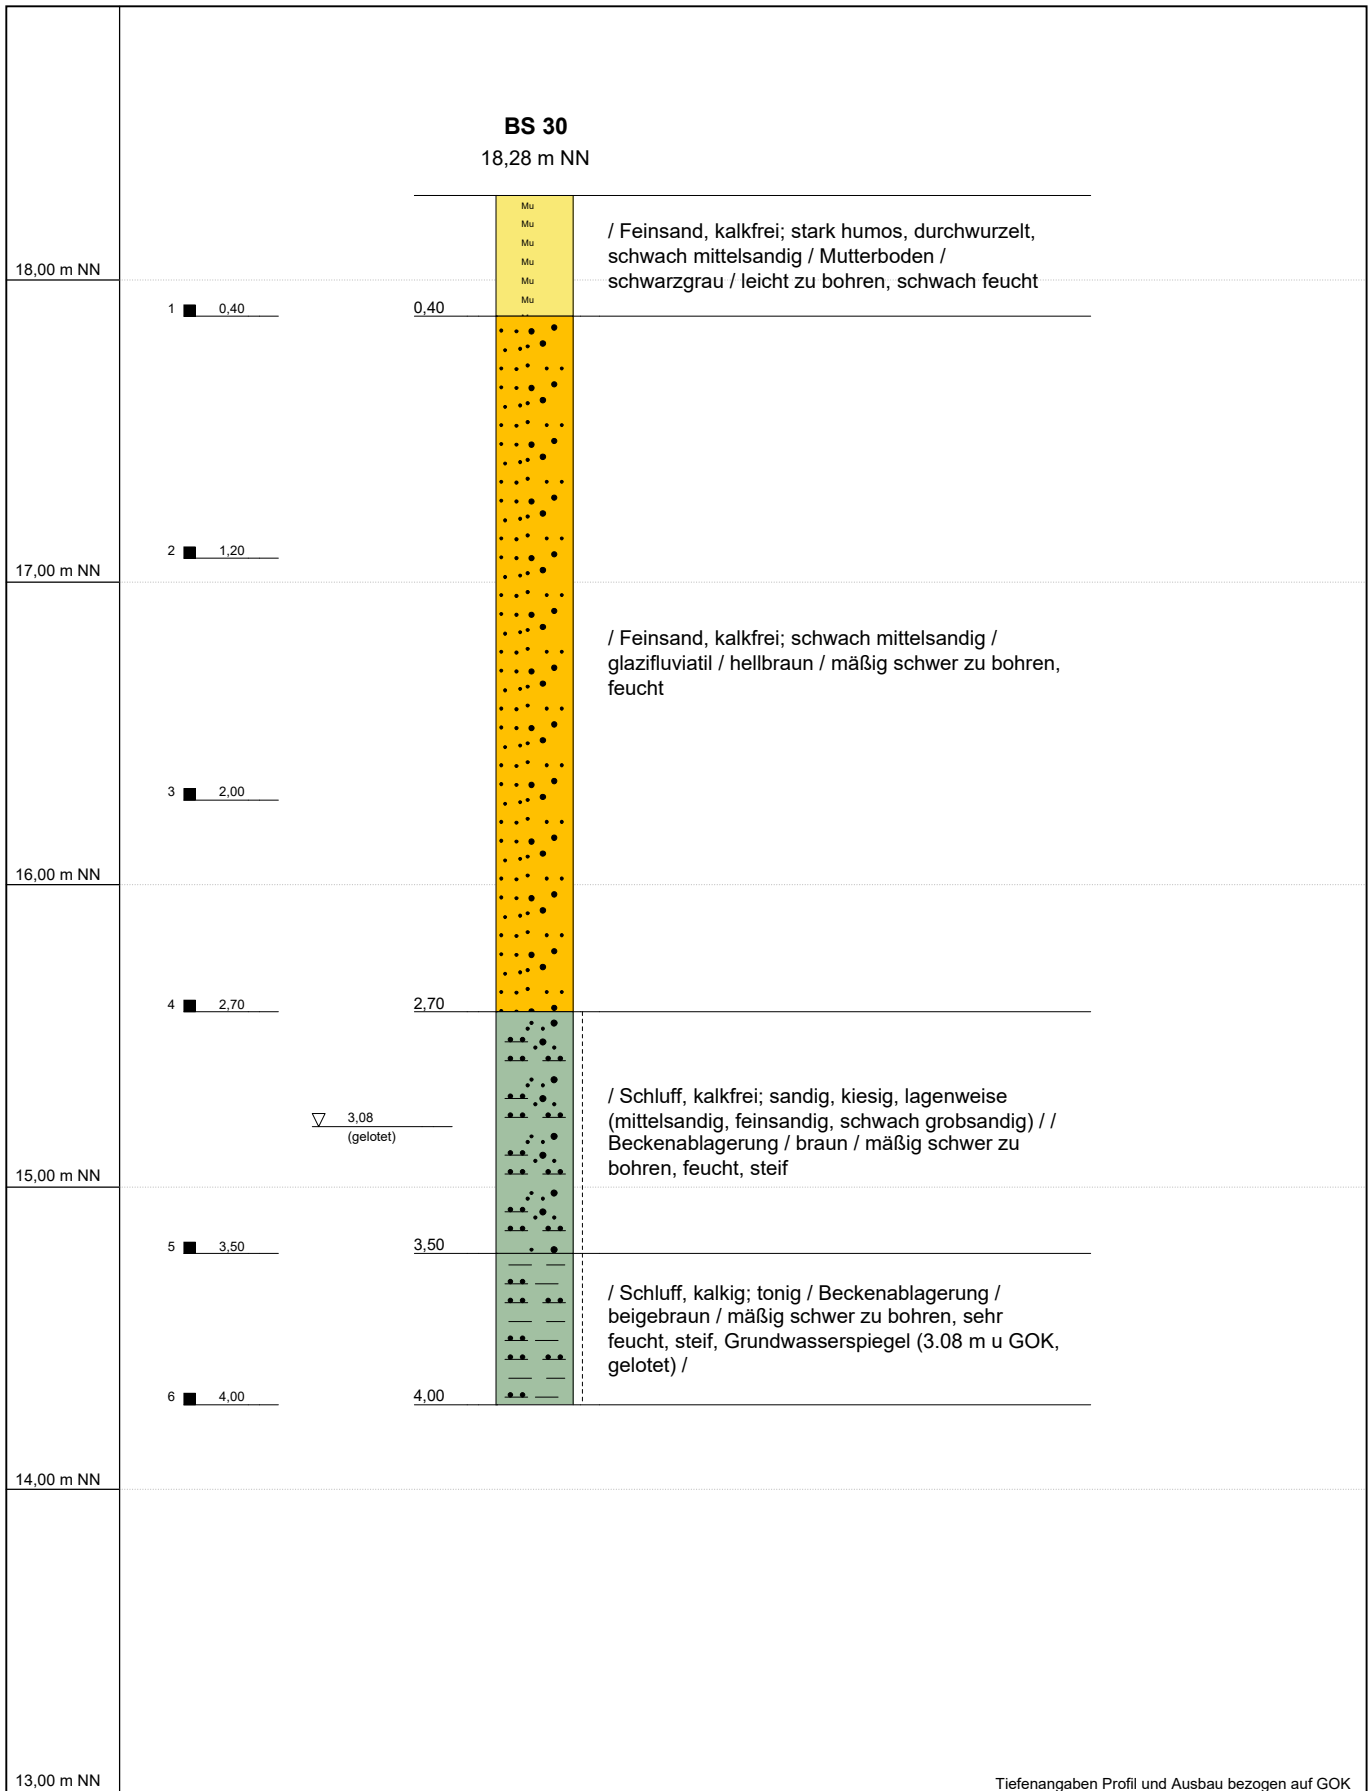 BS 30
18,28 m NN
Mu
Mu
Mu
Mu
Mu
Mu
/ Feinsand, kalkfrei; stark humos, durchwurzelt,
schwach mittelsandig / Mutterboden /
schwarzgrau / leicht zu bohren, schwach feucht
18,00 m NN
1 0,40 0,40
2 1,20
17,00 m NN
/ Feinsand, kalkfrei; schwach mittelsandig /
glazifluviatil / hellbraun / mäßig schwer zu bohren,
feucht
3 2,00
16,00 m NN
4 2,70 2,70
/ Schluff, kalkfrei; sandig, kiesig, lagenweise
(mittelsandig, feinsandig, schwach grobsandig) / /
Beckenablagerung / braun / mäßig schwer zu
bohren, feucht, steif
3,08
(gelotet)
15,00 m NN
5 3,50 3,50
/ Schluff, kalkig; tonig / Beckenablagerung /
beigebraun / mäßig schwer zu bohren, sehr
feucht, steif, Grundwasserspiegel (3.08 m u GOK,
gelotet) /
6 4,00 4,00
14,00 m NN
13,00 m NN
Tiefenangaben Profil und Ausbau bezogen auf GOK